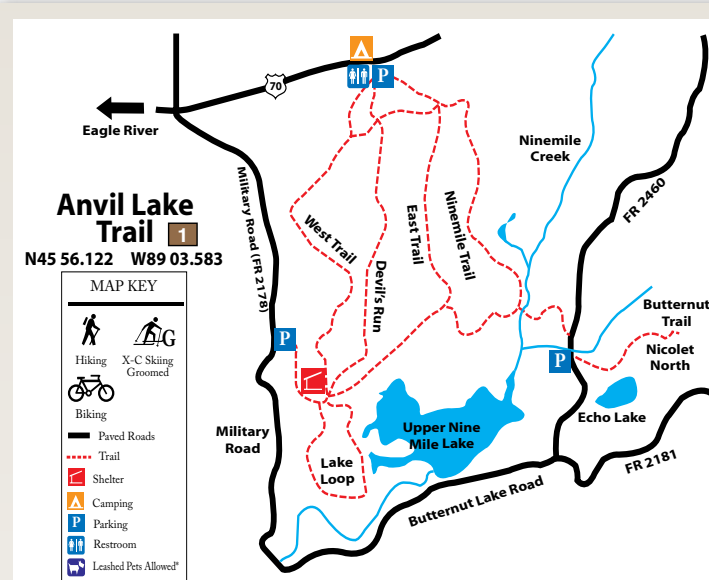 70
P
Eagle River
Ninemile
Creek
FR 2460
Anvil Lake
Trail 1
N45 56.122 W89 03.583
Military Road (FR 2178)
West Trail
Devil's Run
East Trail
Ninemile Trail
MAP KEY
Hiking
X-C Skiing
Groomed
G
Biking
Paved Roads
Trail
Shelter
Camping
P Parking
Restroom
Leashed Pets Allowed*
P
P
Butternut
Trail
Nicolet
North
Echo Lake
Military
Road
Upper Nine
Mile Lake
Lake
Loop
Butternut Lake Road
FR 2181